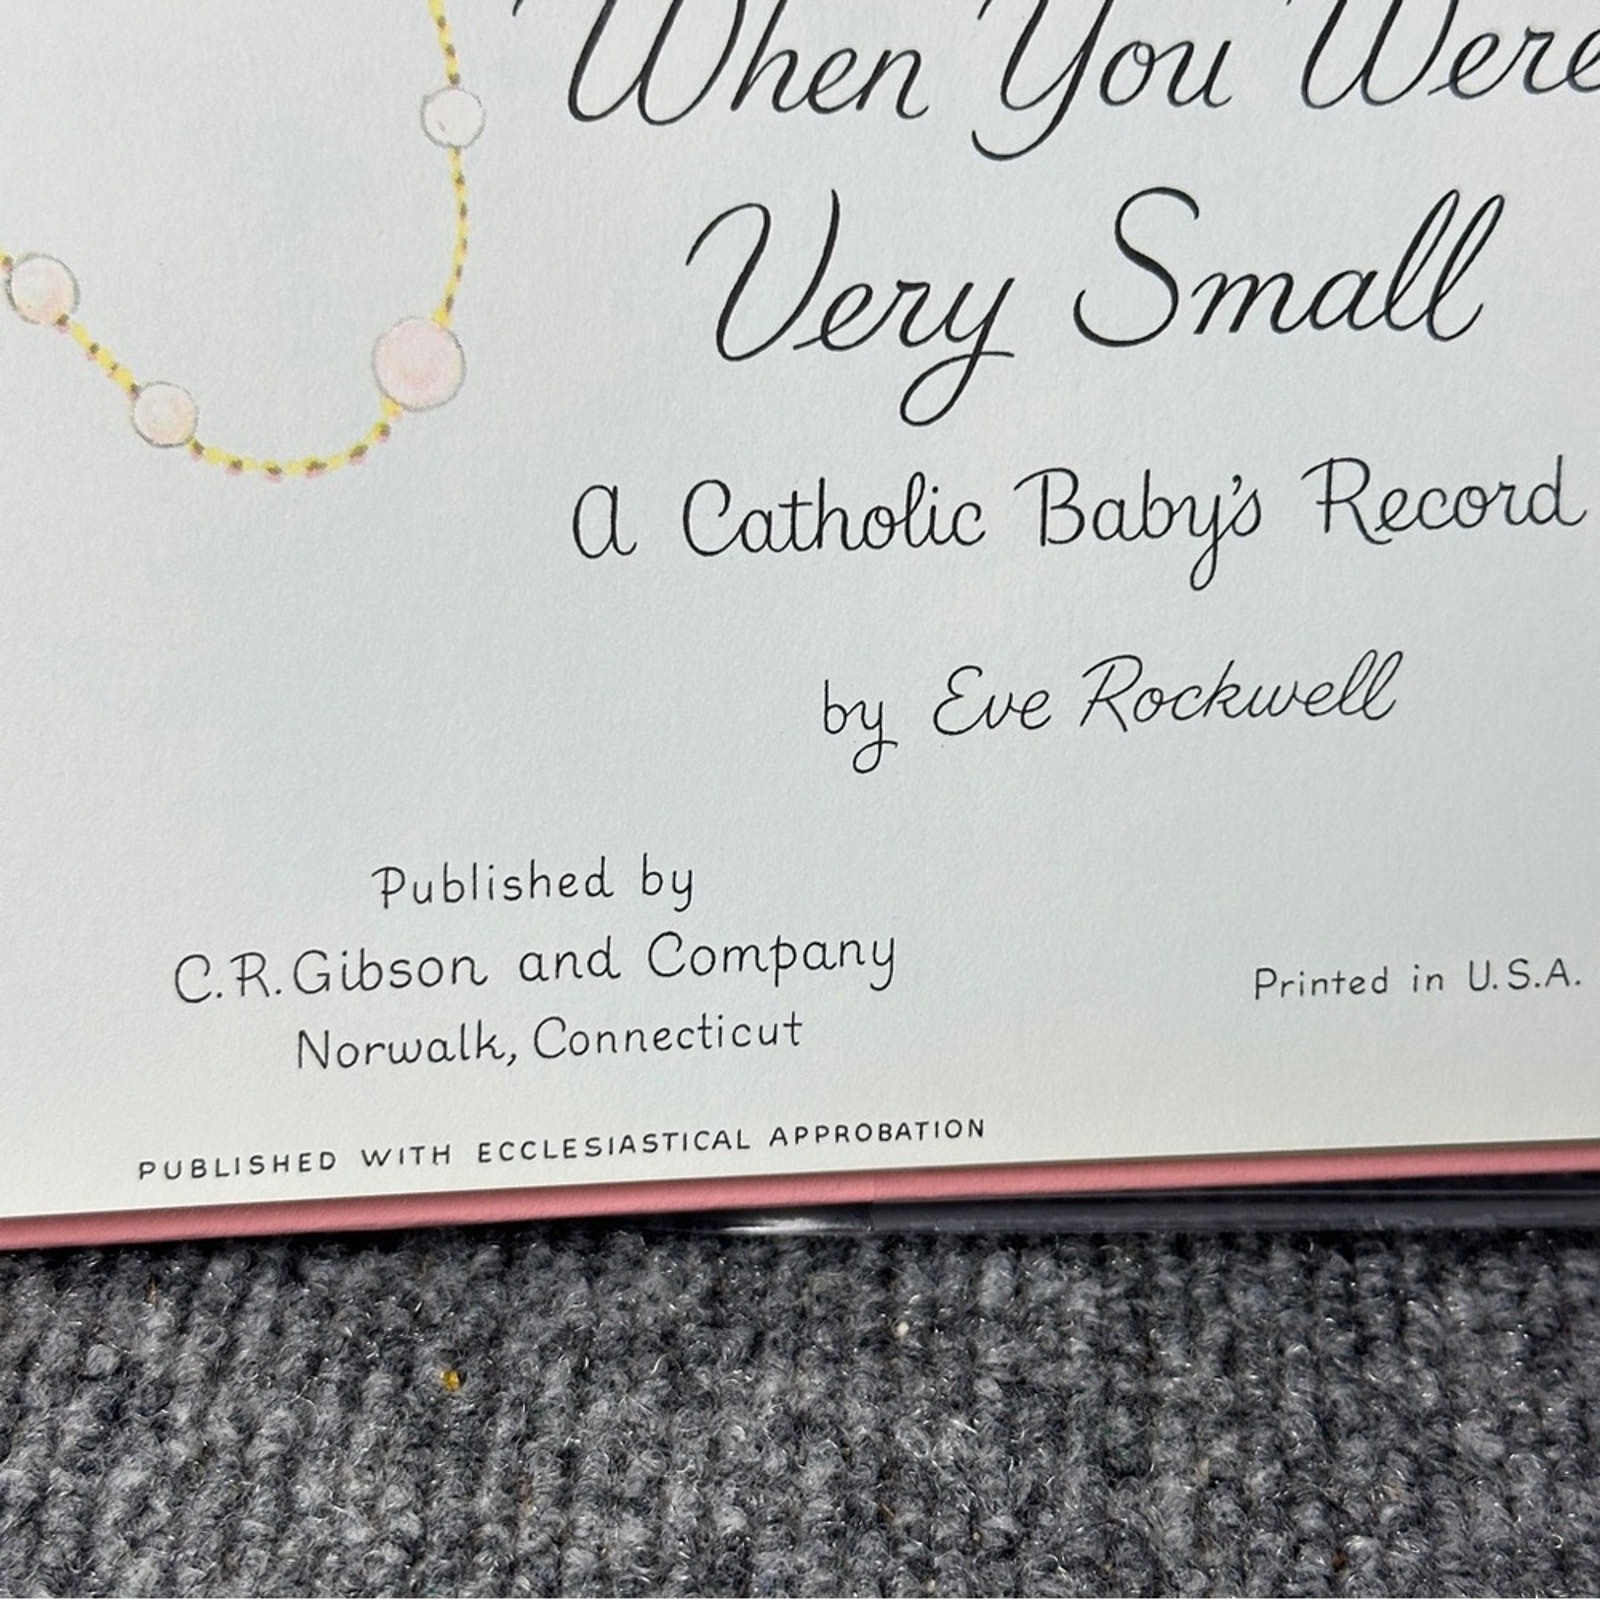 When You Were
Very Small
A Catholic Baby's Record
by Eve Rockwell
Published by
C.R. Gibson and Company
Norwalk, Connecticut
Printed in U.S.A.
PUBLISHED WITH ECCLESIASTICAL APPROBATION